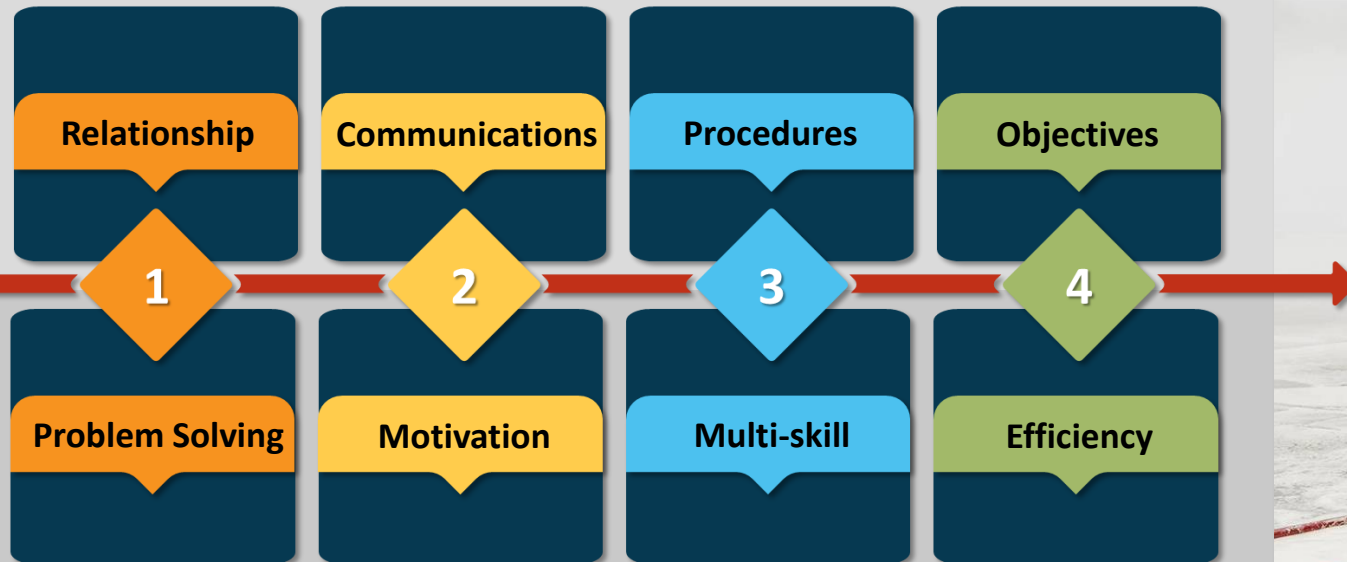 Relationship
Communications
Procedures
Objectives
1
2
3
4
Problem Solving
Motivation
Multi-skill
Efficiency